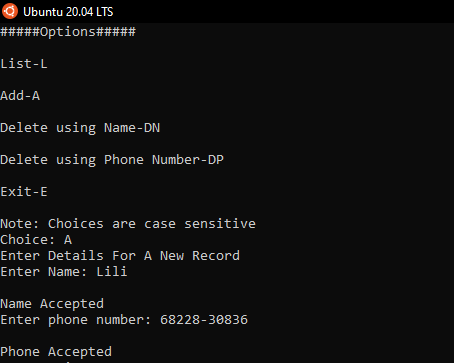 Ubuntu 20.04 LTS
#####Options#####
List-L
Add-A
Delete using Name-DN
Delete using Phone Number-DP
Exit-E
Note: Choices are case sensitive
Choice: A
Enter Details For A New Record
Enter Name: Lili
Name Accepted
Enter phone number: 68228-30836
Phone Accepted